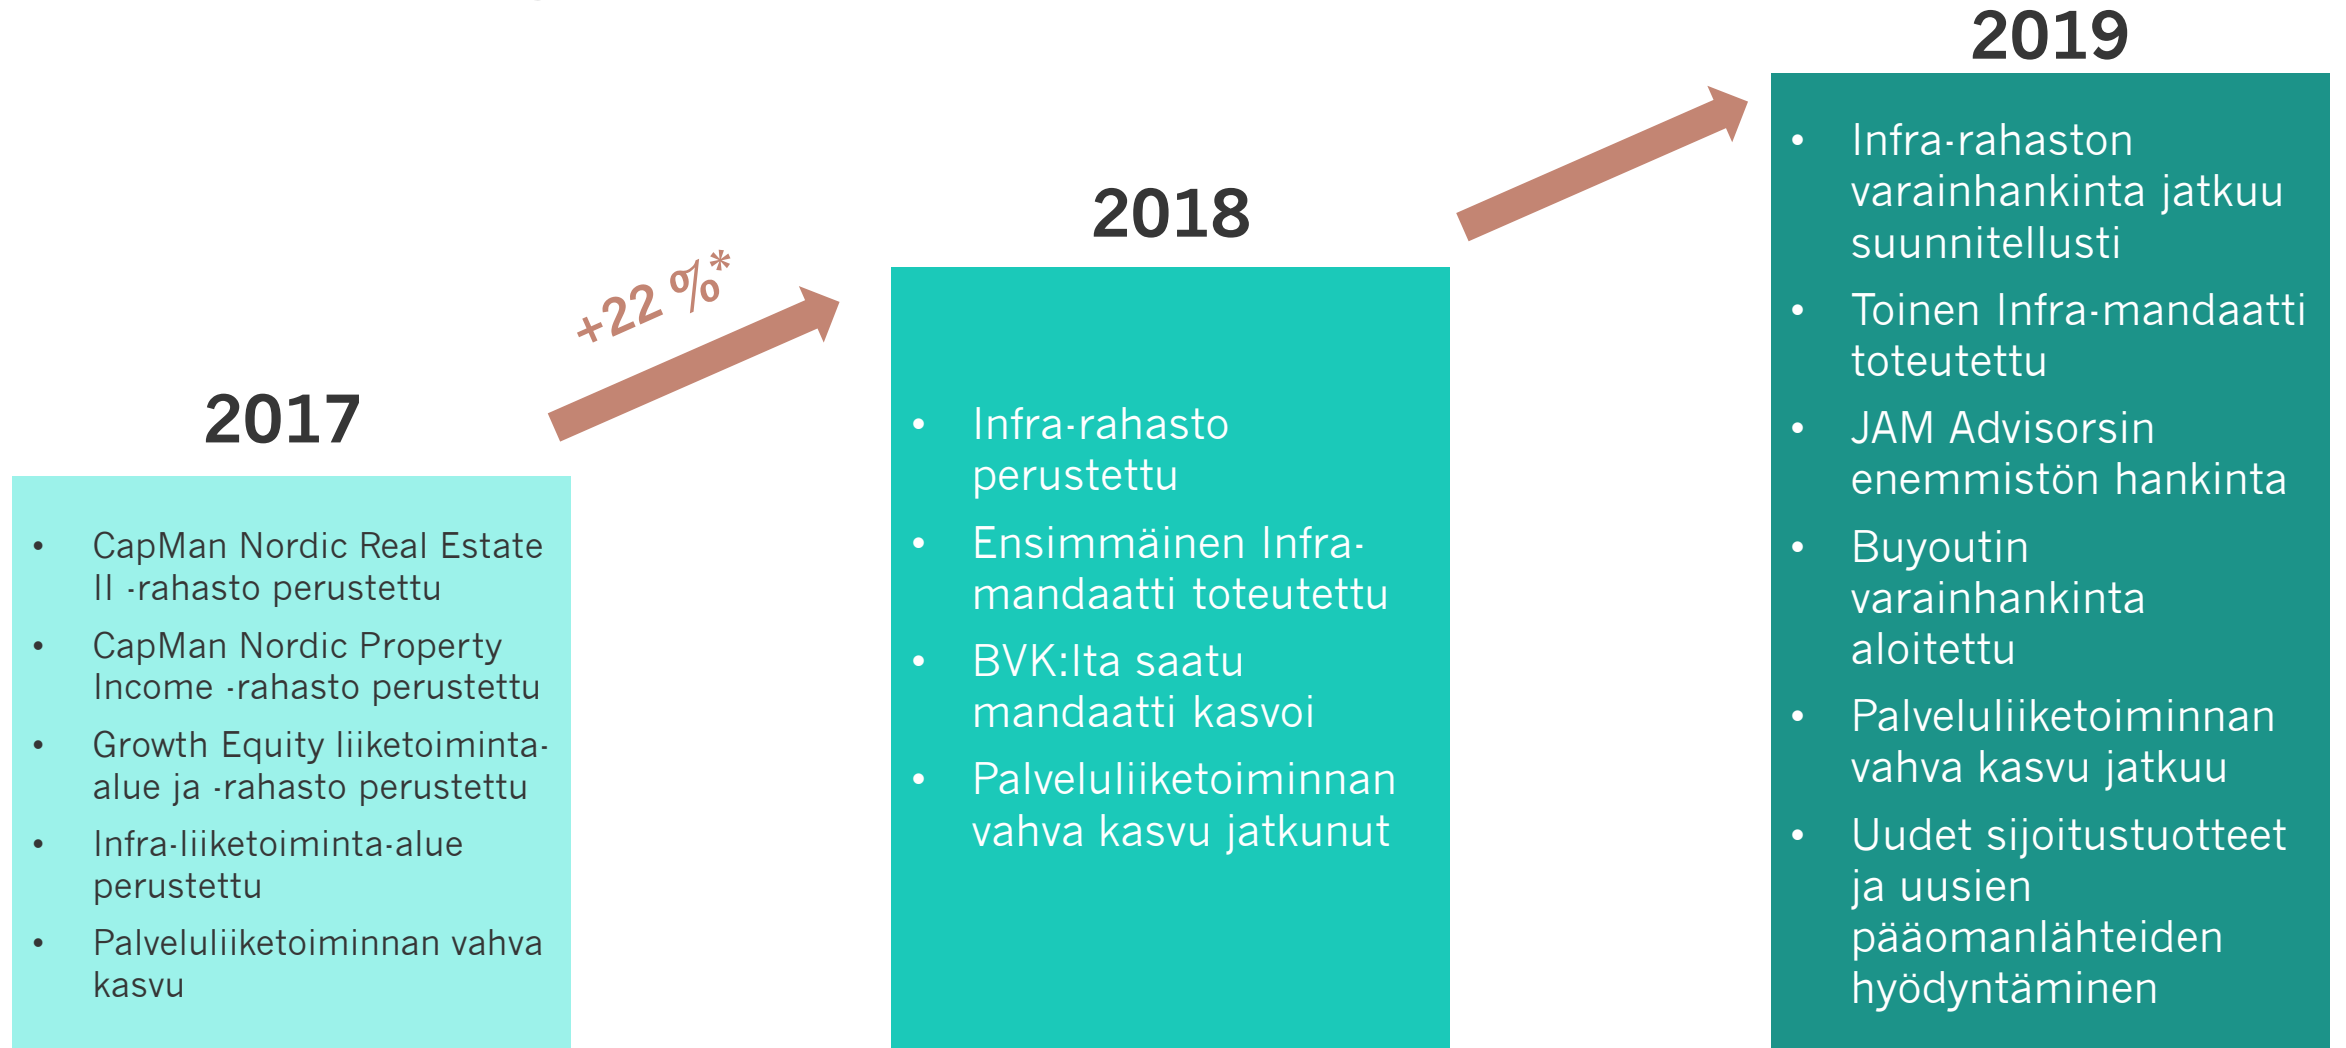 2017
• CapMan Nordic Real Estate
II -rahasto perustettu
• CapMan Nordic Property
Income -rahasto perustettu
• Growth Equity liiketoiminta-
alue ja -rahasto perustettu
• Infra-liiketoiminta-alue
perustettu
• Palveluliiketoiminnan vahva
kasvu
+22 %*
2018
• Infra-rahasto
perustettu
• Ensimmäinen Infra-
mandaatti toteutettu
• BVK:lta saatu
mandaatti kasvoi
• Palveluliiketoiminnan
vahva kasvu jatkunut
2019
• Infra-rahaston
varainhankinta jatkuu
suunnitellusti
• Toinen Infra-mandaatti
toteutettu
• JAM Advisorsin
enemmistön hankinta
• Buyoutin
varainhankinta
aloitettu
• Palveluliiketoiminnan
vahva kasvu jatkuu
• Uudet sijoitustuotteet
ja uusien
pääomanlähteiden
hyödyntäminen